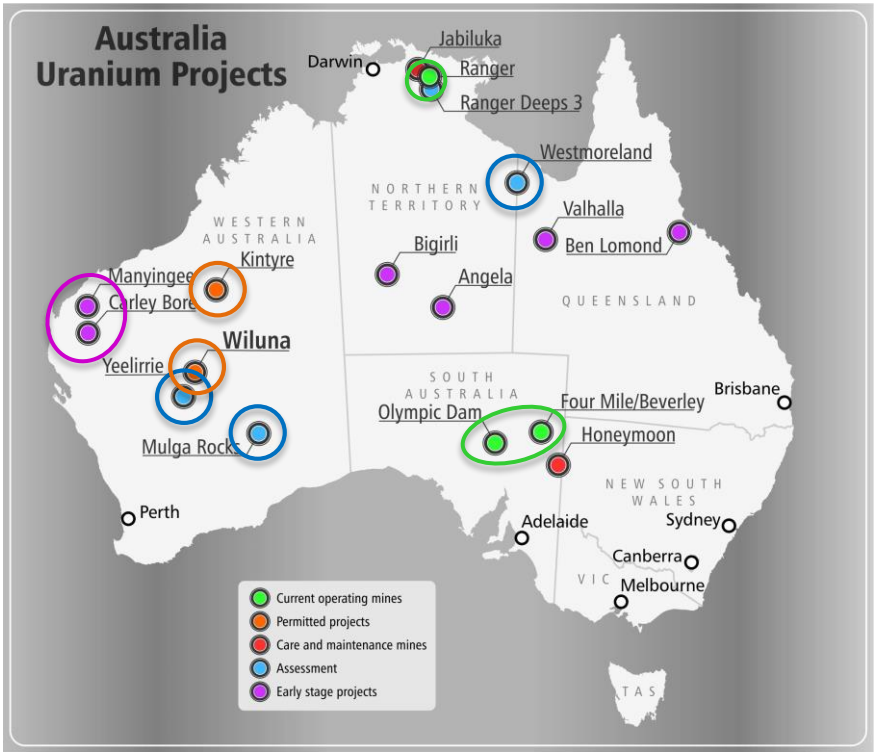 Australia
Uranium Projects
Jabiluka
Darwin
Ranger
Ranger Deeps 3
Westmoreland
NORTHERN
TERRITORY
Valhalla
WESTERN
AUSTRALIA
Ben Lomond
Bigirli
Kintyre
Manyingee
Angela
Carley Bore
QUEENSLAND
Wiluna
Yeelirrie
SOUTH
AUSTRALIA
Brisbane
Olympic Dam
Four Mile/Beverley
Honeymoon
Mulga Rocks
NEW SOUTH
WALES
Perth
Adelaide
Sydney
Canberra
VIC
Melbourne
Current operating mines
Permitted projects
Care and maintenance mines
Assessment
Early stage projects
TAS